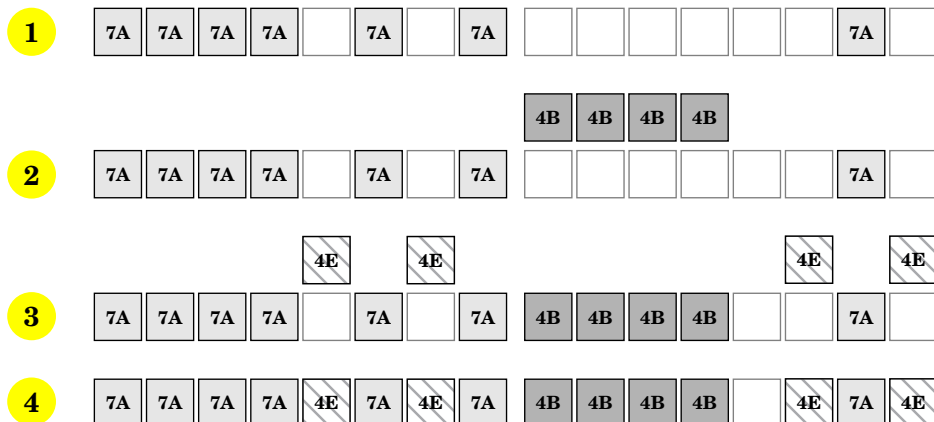 1 7A 7A 7A 7A 7A 7A 7A
4B 4B 4B 4B
2 7A 7A 7A 7A 7A 7A 7A
4E 4E 4E 4E
3 7A 7A 7A 7A 7A 7A 4B 4B 4B 4B 7A
4 7A 7A 7A 7A 4E 7A 4E 7A 4B 4B 4B 4B 4E 7A 4E